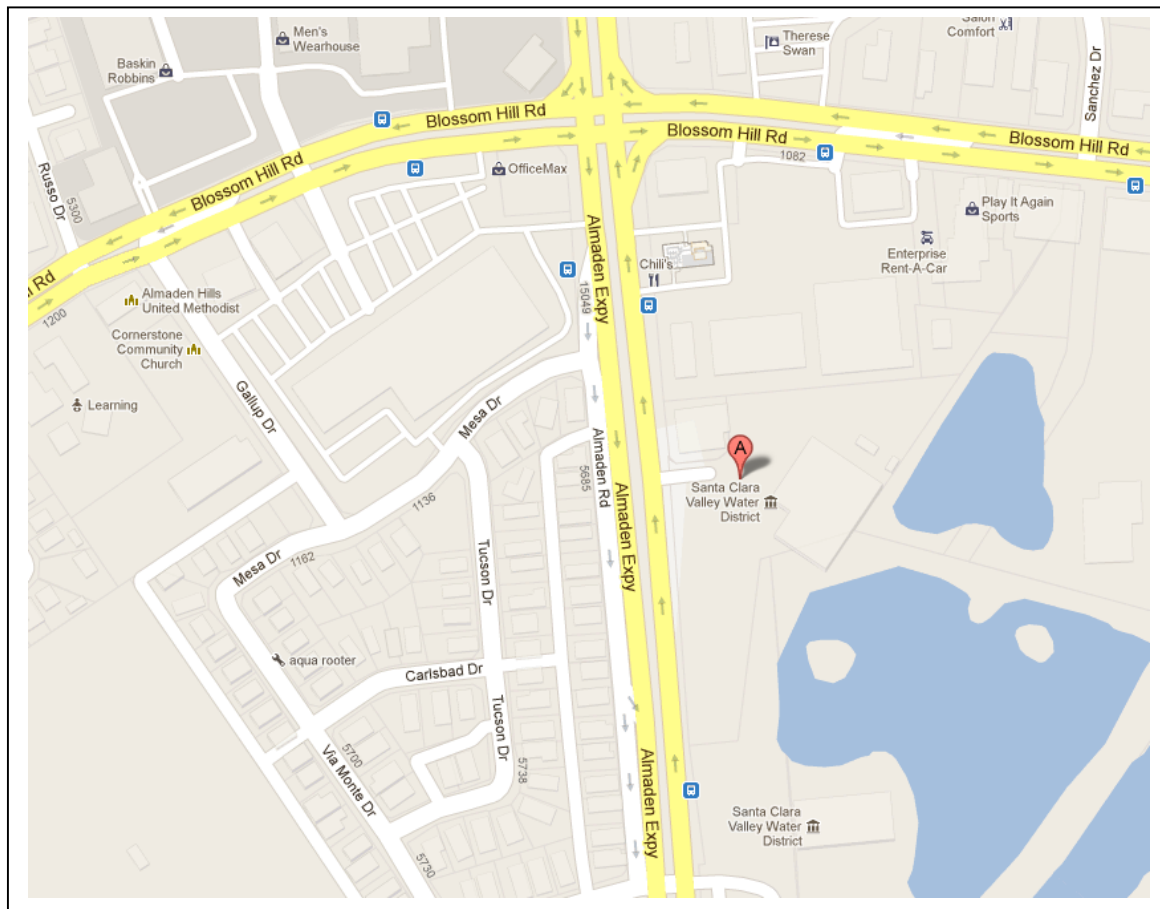 Men's
Wearhouse
Baskin
Robbins
Therese
Swan
Salon
Comfort
Sanchez Dr
Blossom Hill Rd
Blossom Hill Rd
Blossom Hill Rd
Blossom Hill Rd
1082
OfficeMax
Russo Dr
5300
Play It Again
Sports
Enterprise
Rent-A-Car
Chili's
Almaden Expy
15049
Rd
1200
Almaden Hills
United Methodist
Cornerstone
Community
Church
Gallup Dr
Learning
Mesa Dr
1136
Almaden Rd
5685
A
Santa Clara
Valley Water
District
Almaden Expy
Mesa Dr
1162
Tucson Dr
aqua rooter
Carlsbad Dr
Tucson Dr
5700
Via Monte Dr
5738
Almaden Expy
5730
Santa Clara
Valley Water
District